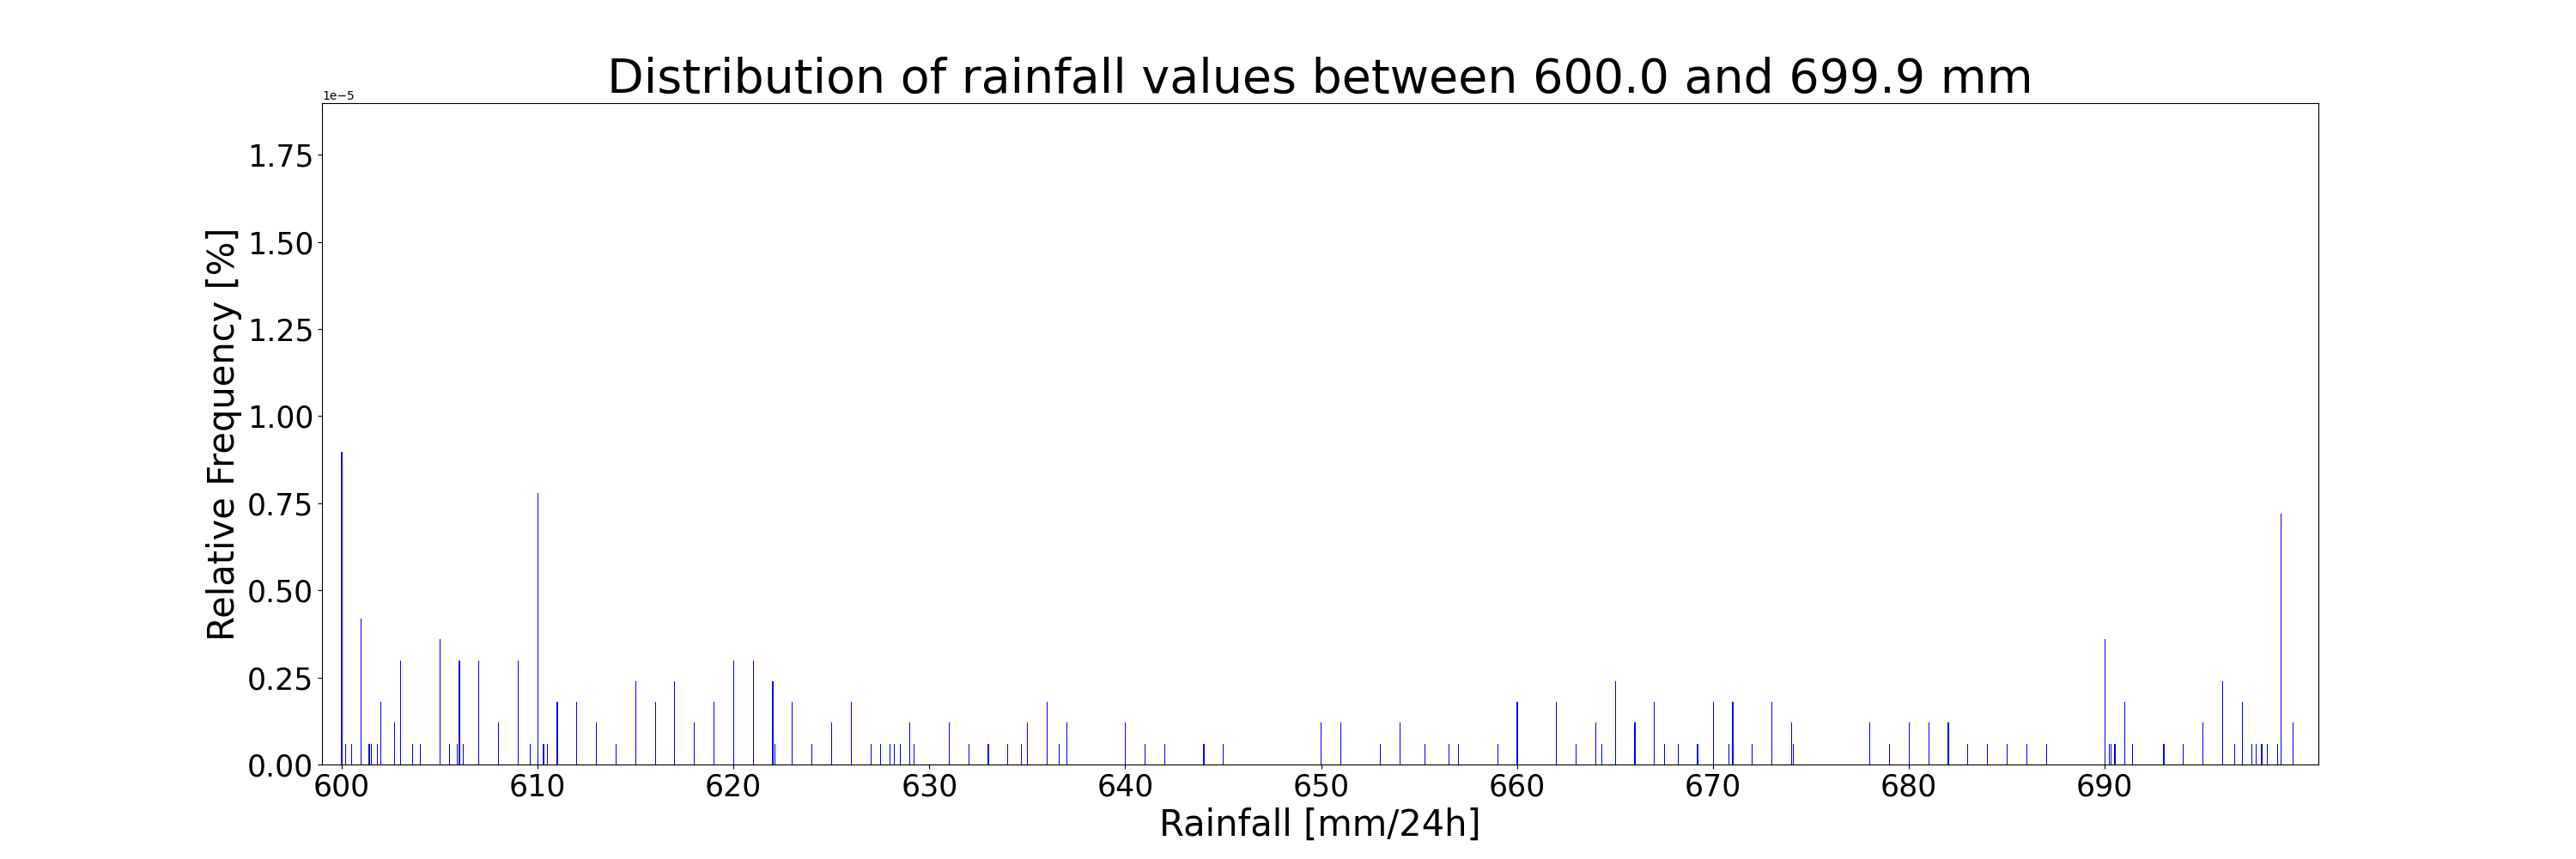 Distribution of rainfall values between 600.0 and 699.9 mm
1e−5
1.75
1.50
1.25
1.00
0.75
0.50
0.25
0.00
Relative Frequency [%]
600 610 620 630 640 650 660 670 680 690
Rainfall [mm/24h]